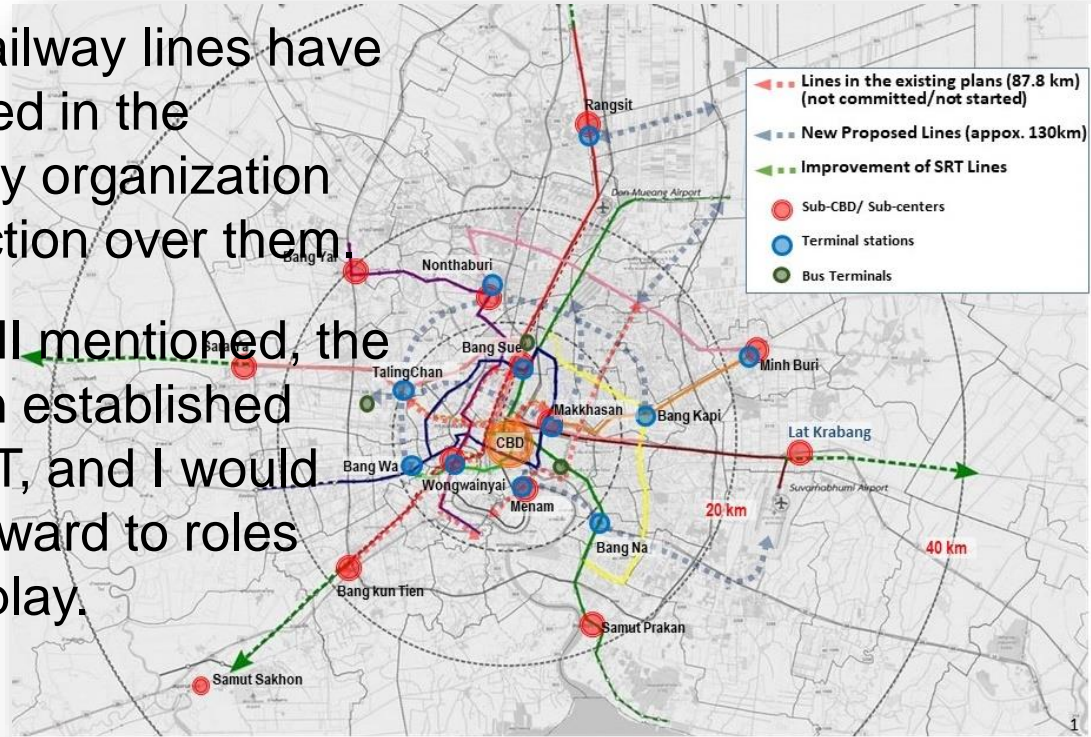 ailway lines have
ed in the
y organization
ction over them.
ll mentioned, the
n established
T, and I would
ward to roles
play.
Lines in the existing plans (87.8 km)
(not committed/not started)
New Proposed Lines (appox. 130km)
Improvement of SRT Lines
Sub-CBD/ Sub-centers
Terminal stations
Bus Terminals
Rangsit
Don Mueang Airport
Bang Yai
Nonthaburi
Bang Sue
TalingChan
Minh Buri
Makkhasan
Bang Kapi
CBD
Lat Krabang
Bang Wa
Wongwainyai
Suvarnabhumi Airport
Menam
20 km
Bang Na
40 km
Bang kun Tien
Samut Prakan
Samut Sakhon
1